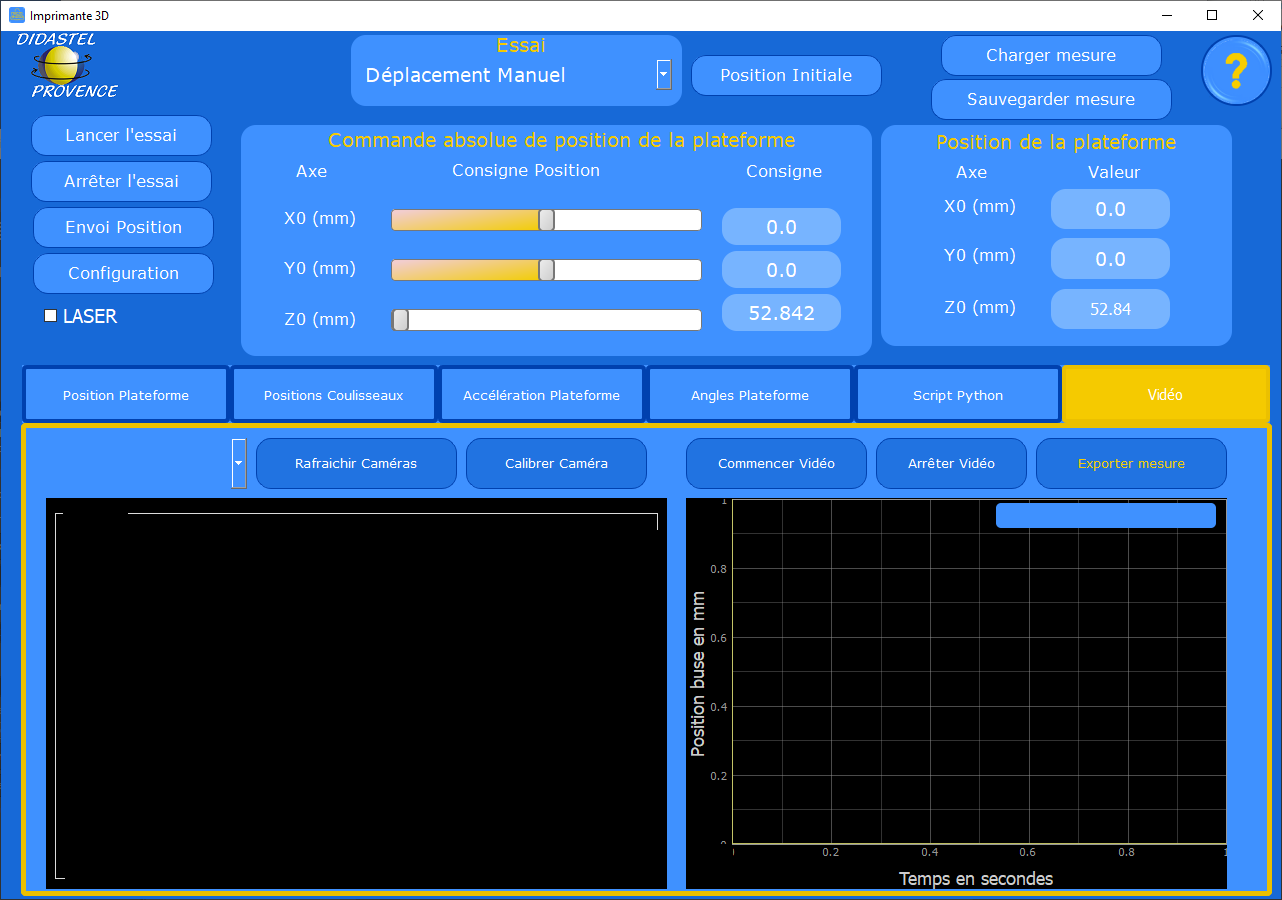 Imprimante 3D
DIDASTEL
PROVENCE
Essai
Déplacement Manuel
Position Initiale
Charger mesure
Sauvegarder mesure
?
Lancer l'essai
Arrêter l'essai
Envoi Position
Configuration
LASER
Commande absolue de position de la plateforme
Axe Consigne Position Consigne
X0 (mm) 0.0
Y0 (mm) 0.0
Z0 (mm) 52.842
Position de la plateforme
Axe Valeur
X0 (mm) 0.0
Y0 (mm) 0.0
Z0 (mm) 52.84
Position Plateforme Positions Coulisseaux Accélération Plateforme Angles Plateforme Script Python Vidéo
Rafraichir Caméras Calibrer Caméra Commencer Vidéo Arrêter Vidéo Exporter mesure
Position buse en mm
1
0.8
0.6
0.4
0.2
0.2 0.4 0.6 0.8 1
Temps en secondes